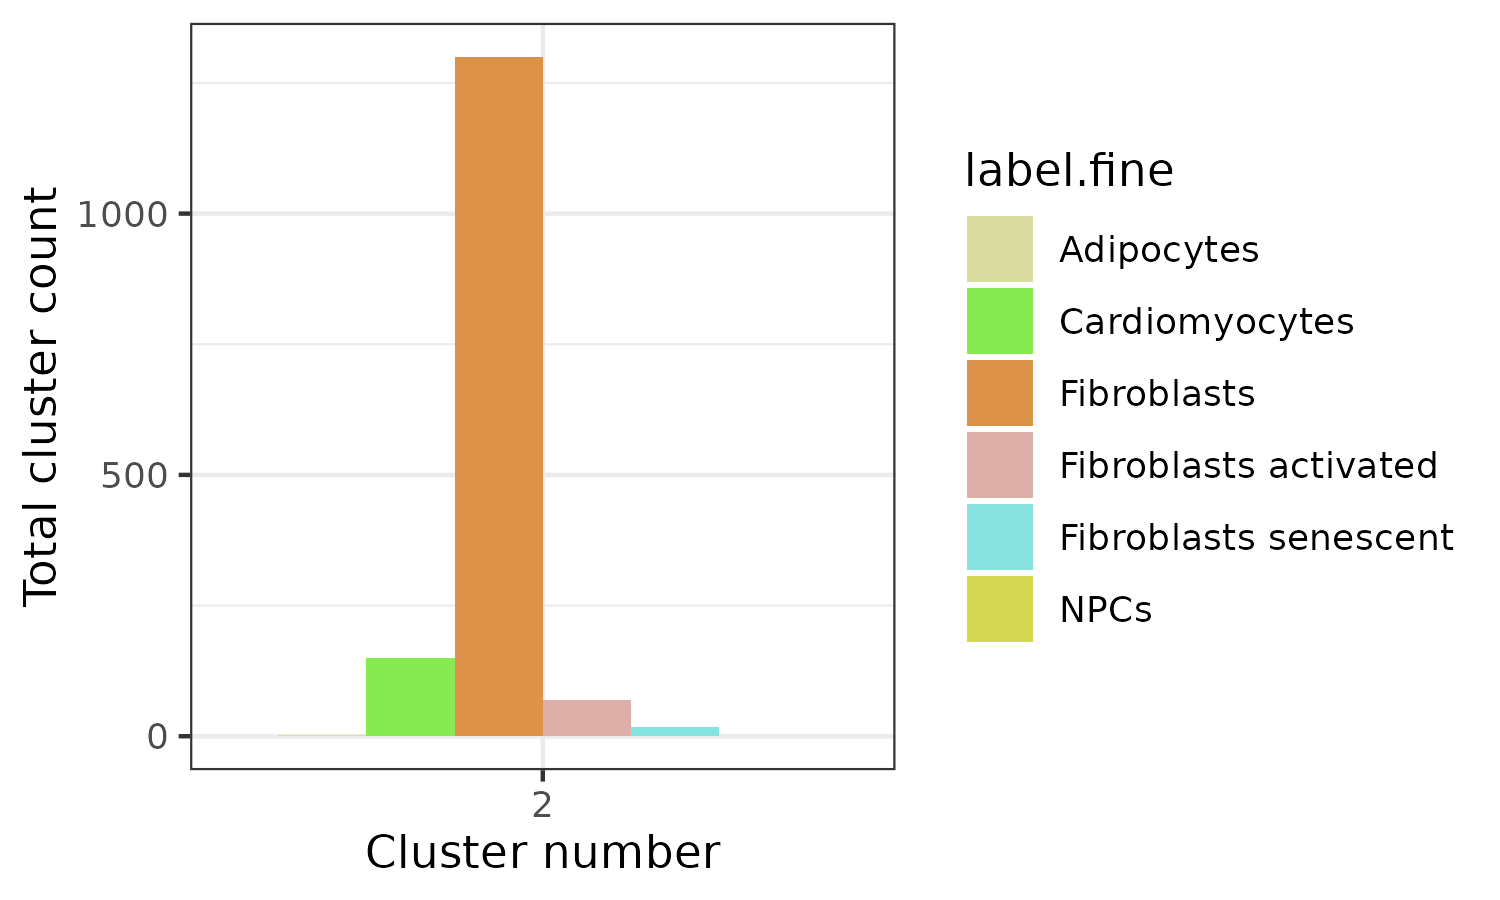 Total cluster count
1000
500
0
2
Cluster number
label.fine
Adipocytes
Cardiomyocytes
Fibroblasts
Fibroblasts activated
Fibroblasts senescent
NPCs